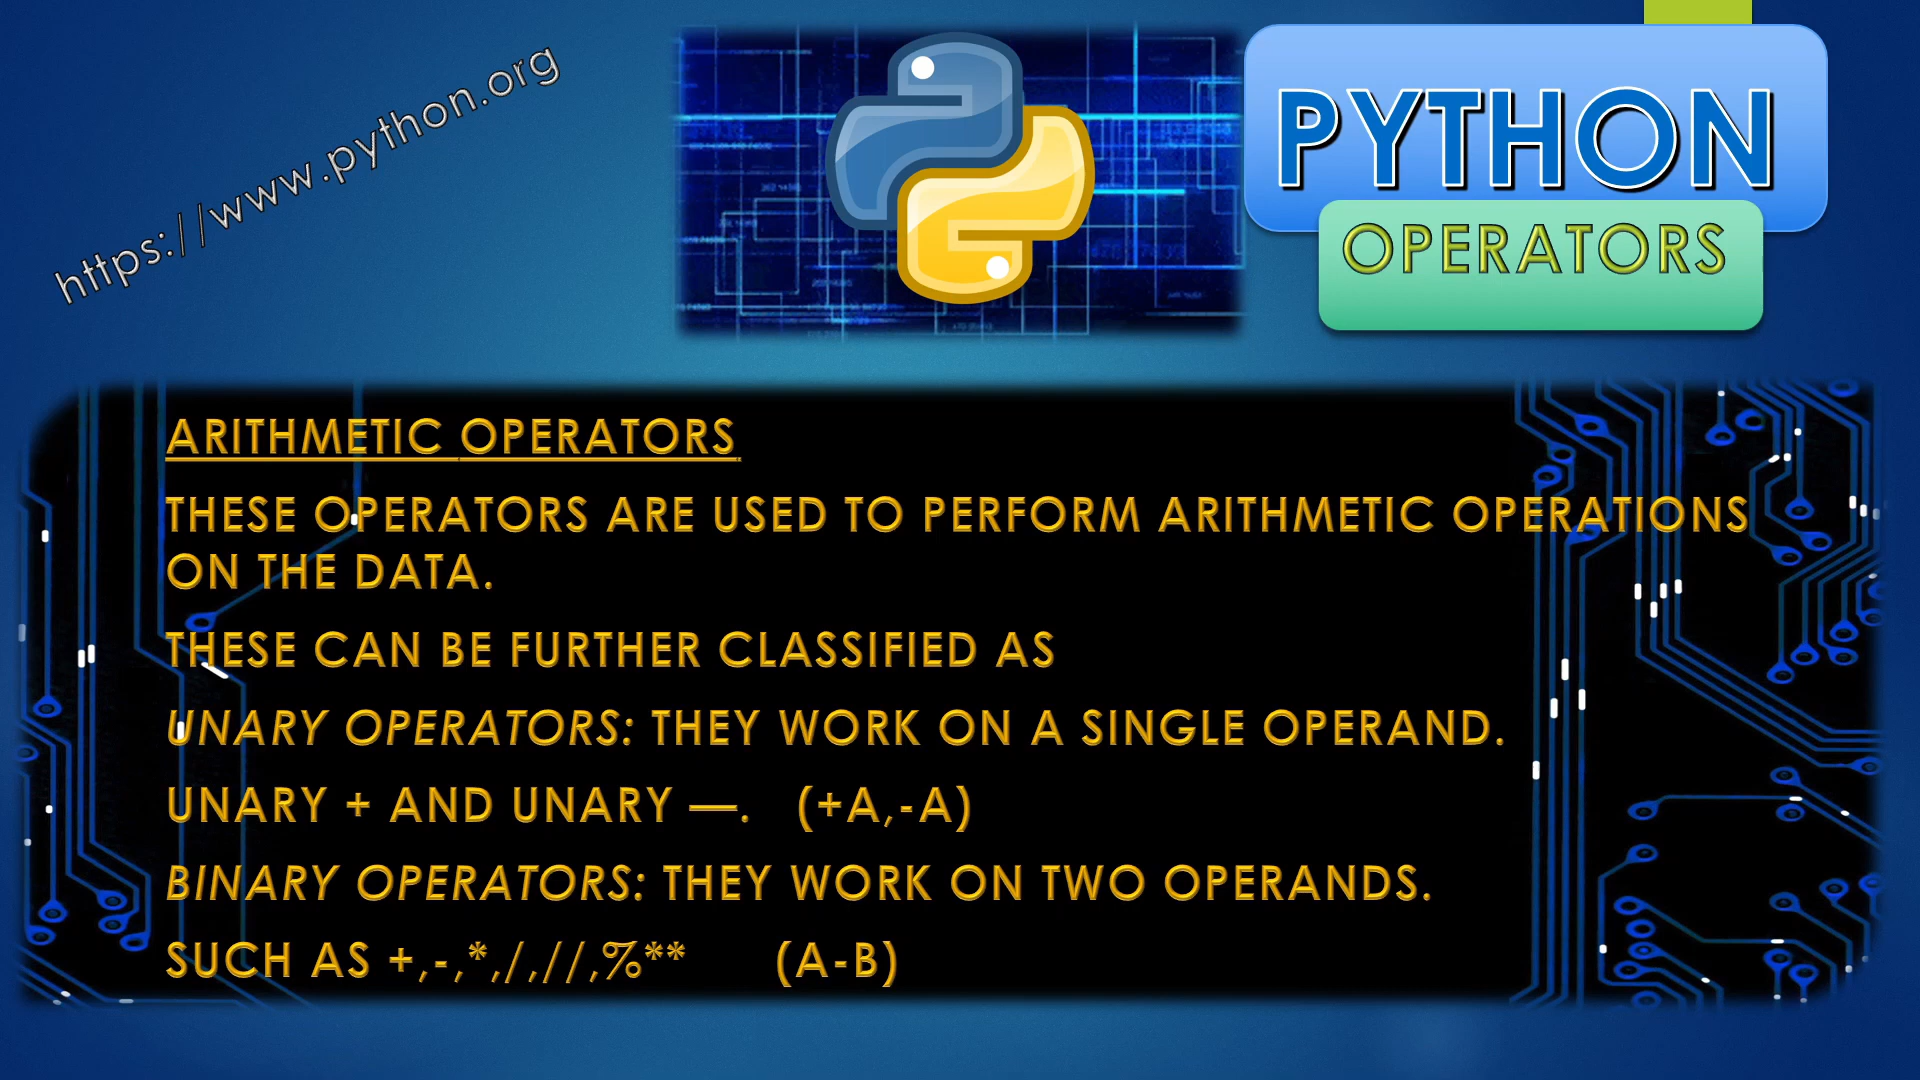 https://www.python.org
PYTHON
OPERATORS
ARITHMETIC OPERATORS
THESE OPERATORS ARE USED TO PERFORM ARITHMETIC OPERATIONS
ON THE DATA.
THESE CAN BE FURTHER CLASSIFIED AS
UNARY OPERATORS: THEY WORK ON A SINGLE OPERAND.
UNARY + AND UNARY —. (+A,-A)
BINARY OPERATORS: THEY WORK ON TWO OPERANDS.
SUCH AS +,-,*,/,//,%** (A-B)